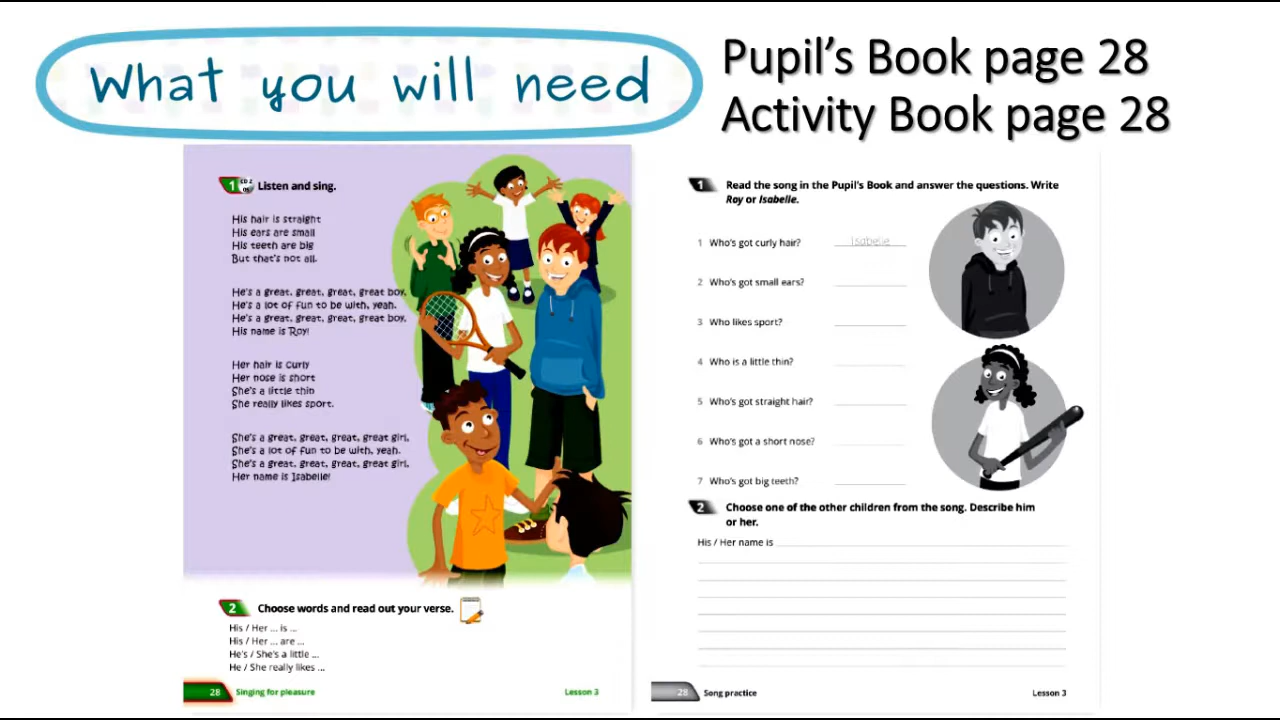 What you will need
Pupil's Book page 28
Activity Book page 28
1 CD 2 05 Listen and sing.
His hair is straight
His ears are small
His teeth are big
But that's not all.
He's a great, great, great, great boy,
He's a lot of fun to be with, yeah.
He's a great, great, great, great boy,
His name is Roy!
Her hair is curly
Her nose is short
She's a little thin
She really likes sport.
She's a great, great, great, great girl,
She's a lot of fun to be with, yeah.
She's a great, great, great, great girl,
Her name is Isabelle!
2 Choose words and read out your verse.
His / Her ... is ...
His / Her ... are ...
He's / She's a little ...
He / She really likes ...
28 Singing for pleasure Lesson 3
1 Read the song in the Pupil's Book and answer the questions. Write
Roy or Isabelle.
1 Who's got curly hair? Isabelle
2 Who's got small ears?
3 Who likes sport?
4 Who is a little thin?
5 Who's got straight hair?
6 Who's got a short nose?
7 Who's got big teeth?
2 Choose one of the other children from the song. Describe him
or her.
His / Her name is
28 Song practice Lesson 3